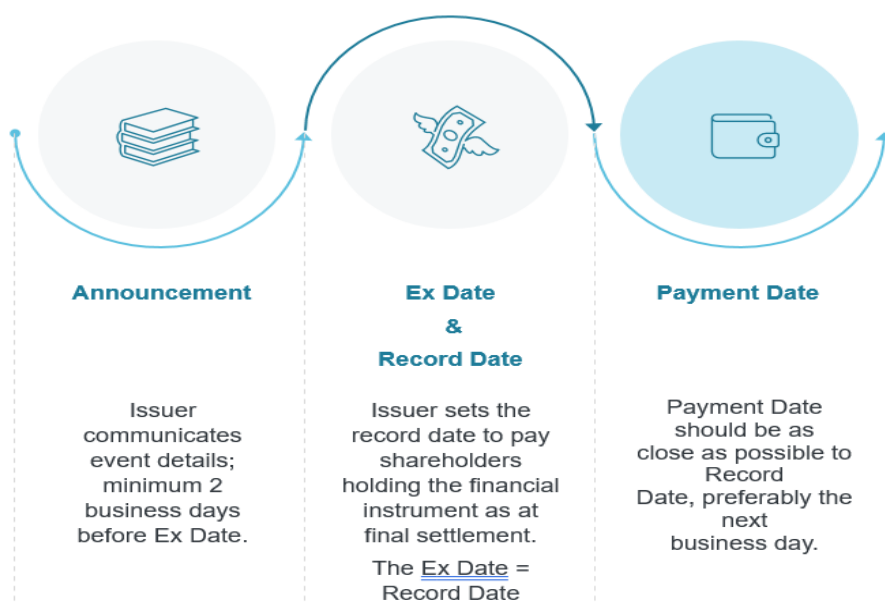 Announcement
Issuer
communicates
event details;
minimum 2
business days
before Ex Date.
Ex Date
&
Record Date
Issuer sets the
record date to pay
shareholders
holding the financial
instrument as at
final settlement.
The Ex Date =
Record Date
Payment Date
Payment Date
should be as
close as possible to
Record
Date, preferably the
next
business day.